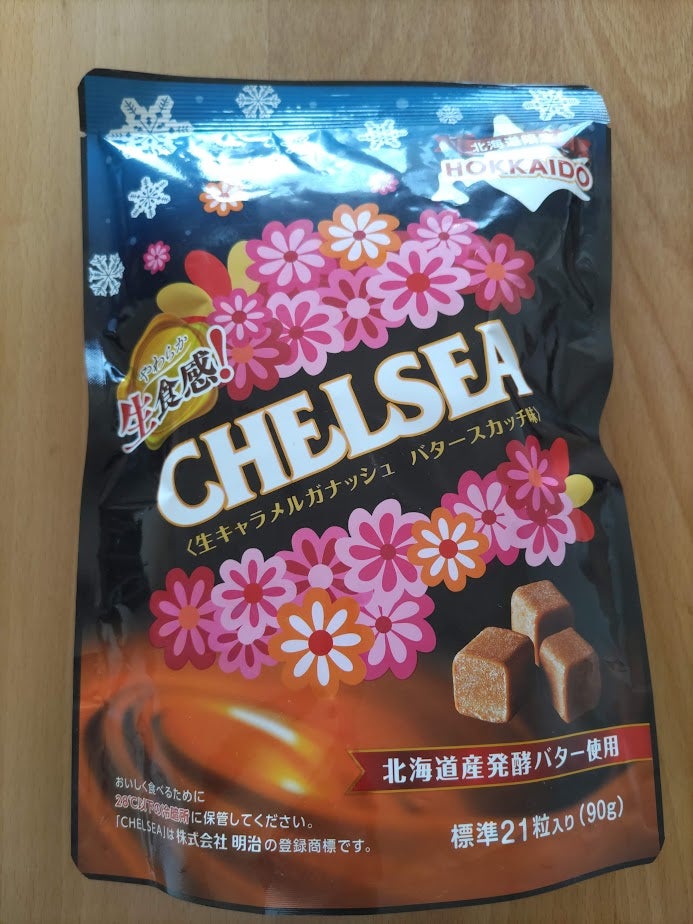 北海道限定
HOKKAIDO
やわらか
生食感!
CHELSEA
〈生キャラメルガナッシュ バタースカッチ味〉
北海道産発酵バター使用
おいしく食べるために
28℃以下の冷暗所に保管してください。
「CHELSEA」は株式会社 明治の登録商標です。
標準21粒入り(90g)